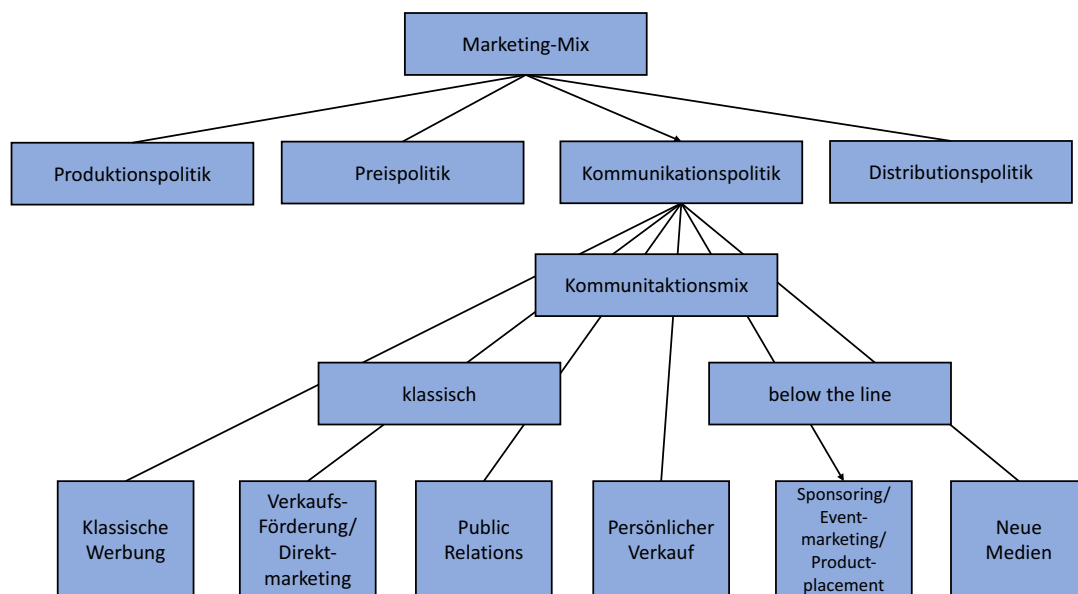 Marketing-Mix
Produktionspolitik
Preispolitik
Kommunikationspolitik
Distributionspolitik
Kommunitaktionsmix
klassisch
below the line
Klassische
Werbung
Verkaufs-
Förderung/
Direkt-
marketing
Public
Relations
Persönlicher
Verkauf
Sponsoring/
Event-
marketing/
Product-
placement
Neue
Medien